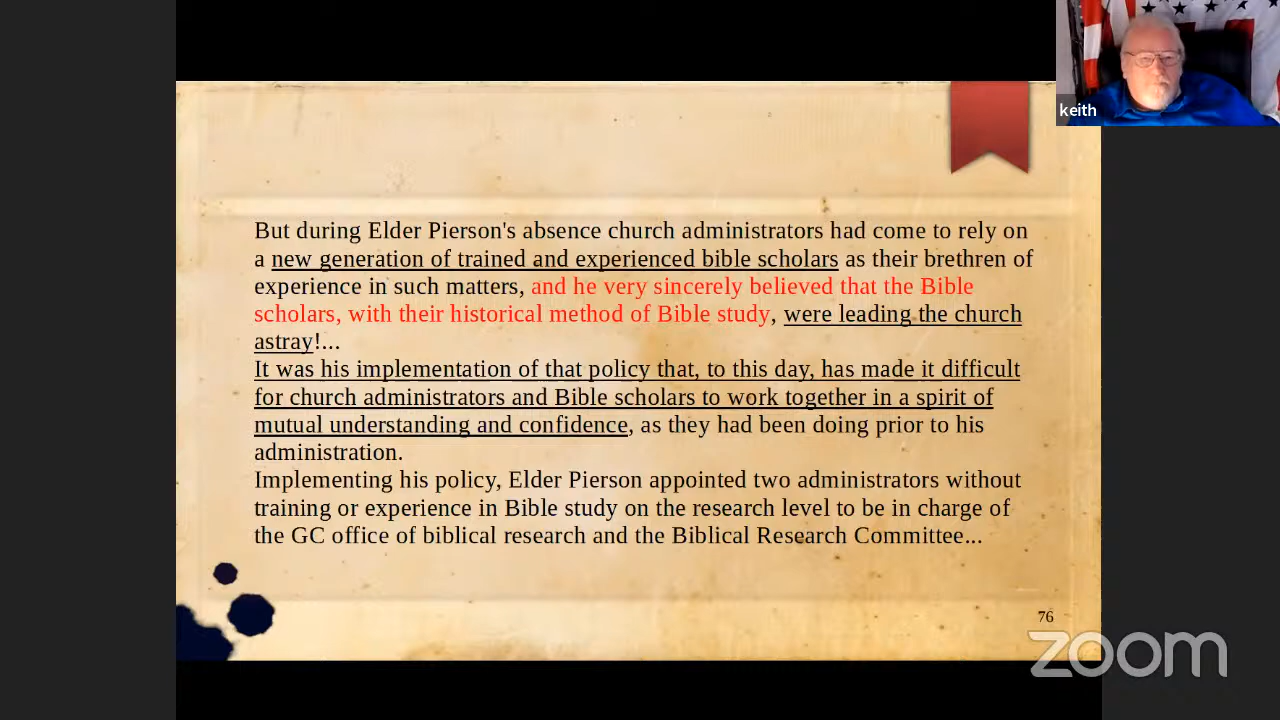 keith
But during Elder Pierson's absence church administrators had come to rely on
a new generation of trained and experienced bible scholars as their brethren of
experience in such matters, and he very sincerely believed that the Bible
scholars, with their historical method of Bible study, were leading the church
astray!...
It was his implementation of that policy that, to this day, has made it difficult
for church administrators and Bible scholars to work together in a spirit of
mutual understanding and confidence, as they had been doing prior to his
administration.
Implementing his policy, Elder Pierson appointed two administrators without
training or experience in Bible study on the research level to be in charge of
the GC office of biblical research and the Biblical Research Committee...
76
zoom